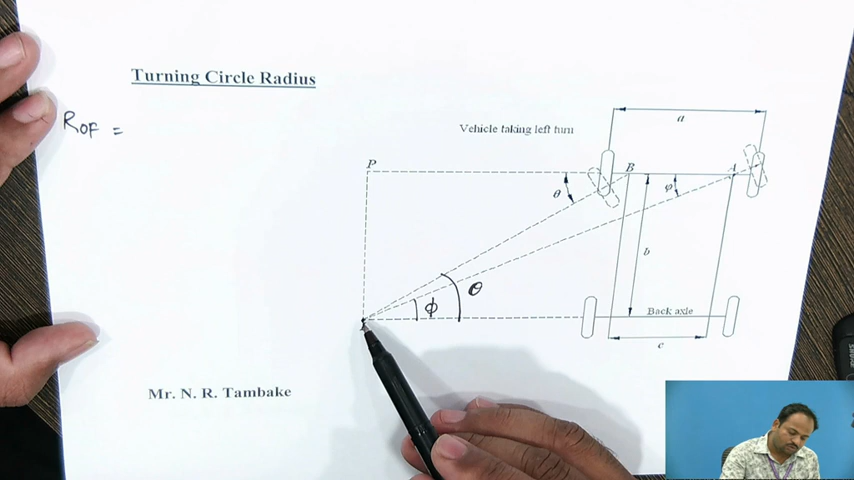 Turning Circle Radius
R_OF =
Vehicle taking left turn
a
P
B
A
θ
φ
b
θ
ϕ
Back axle
c
Mr. N. R. Tambake